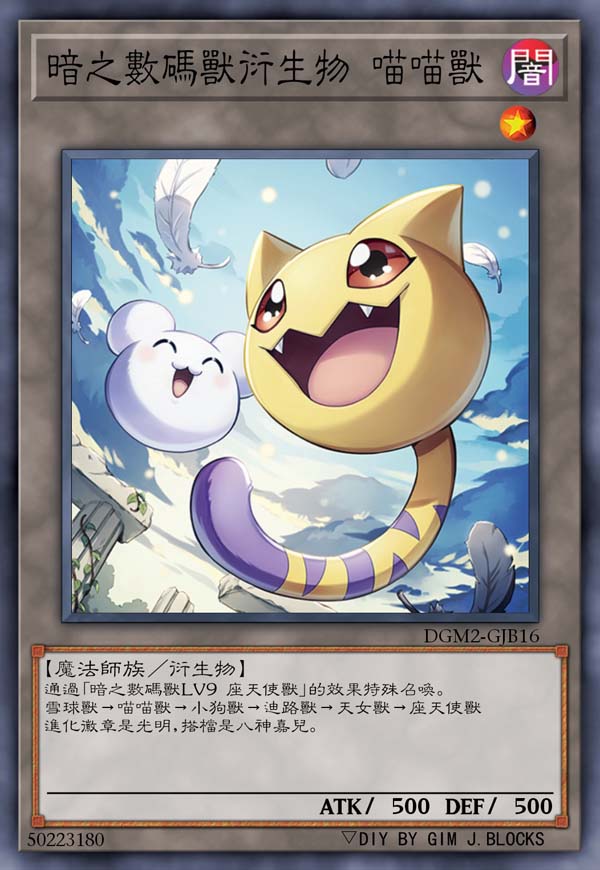 暗之數碼獸衍生物 喵喵獸 闇
DGM2-GJB16
【魔法師族／衍生物】
通過「暗之數碼獸LV9 座天使獸」的效果特殊召喚。
雪球獸→喵喵獸→小狗獸→迪路獸→天女獸→座天使獸
進化徽章是光明,搭檔是八神嘉兒。
ATK/ 500 DEF/ 500
50223180 ▽DIY BY GIM J.BLOCKS